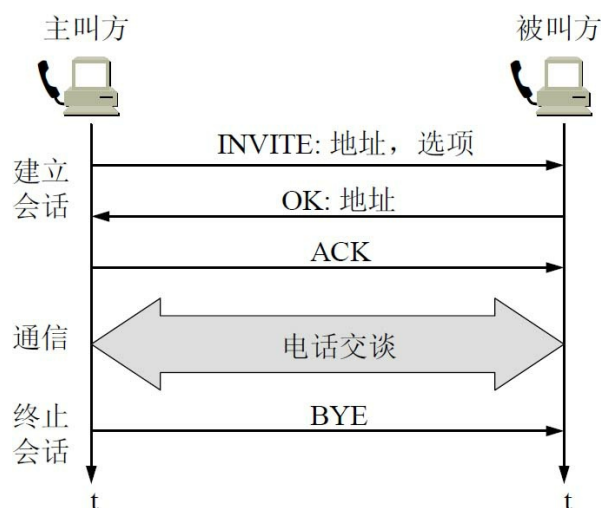 主叫方
被叫方
INVITE: 地址，选项
建立
会话
OK: 地址
ACK
通信
电话交谈
BYE
终止
会话
t
t